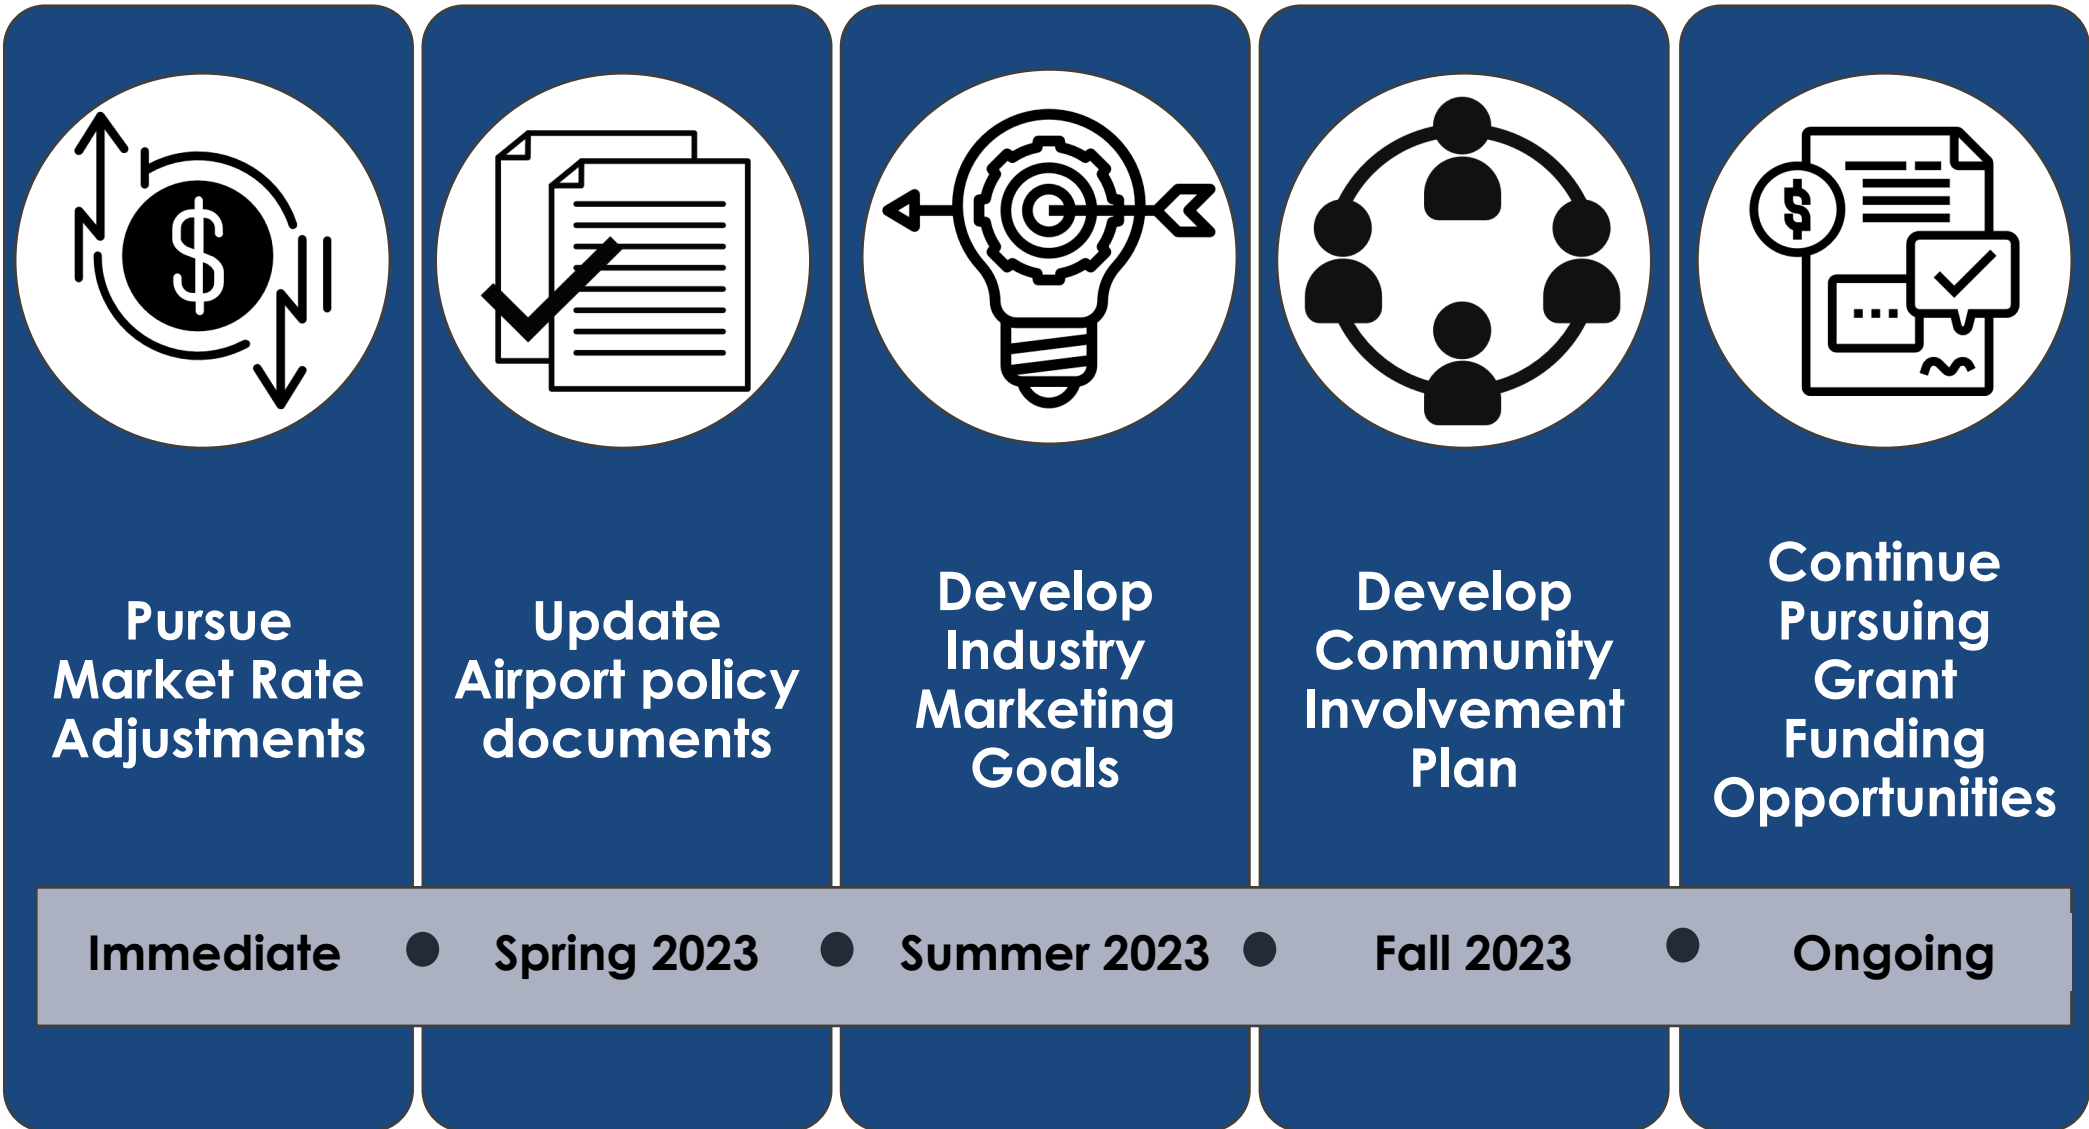 Pursue
Market Rate
Adjustments
Update
Airport policy
documents
Develop
Industry
Marketing
Goals
Develop
Community
Involvement
Plan
Continue
Pursuing
Grant
Funding
Opportunities
Immediate
Spring 2023
Summer 2023
Fall 2023
Ongoing